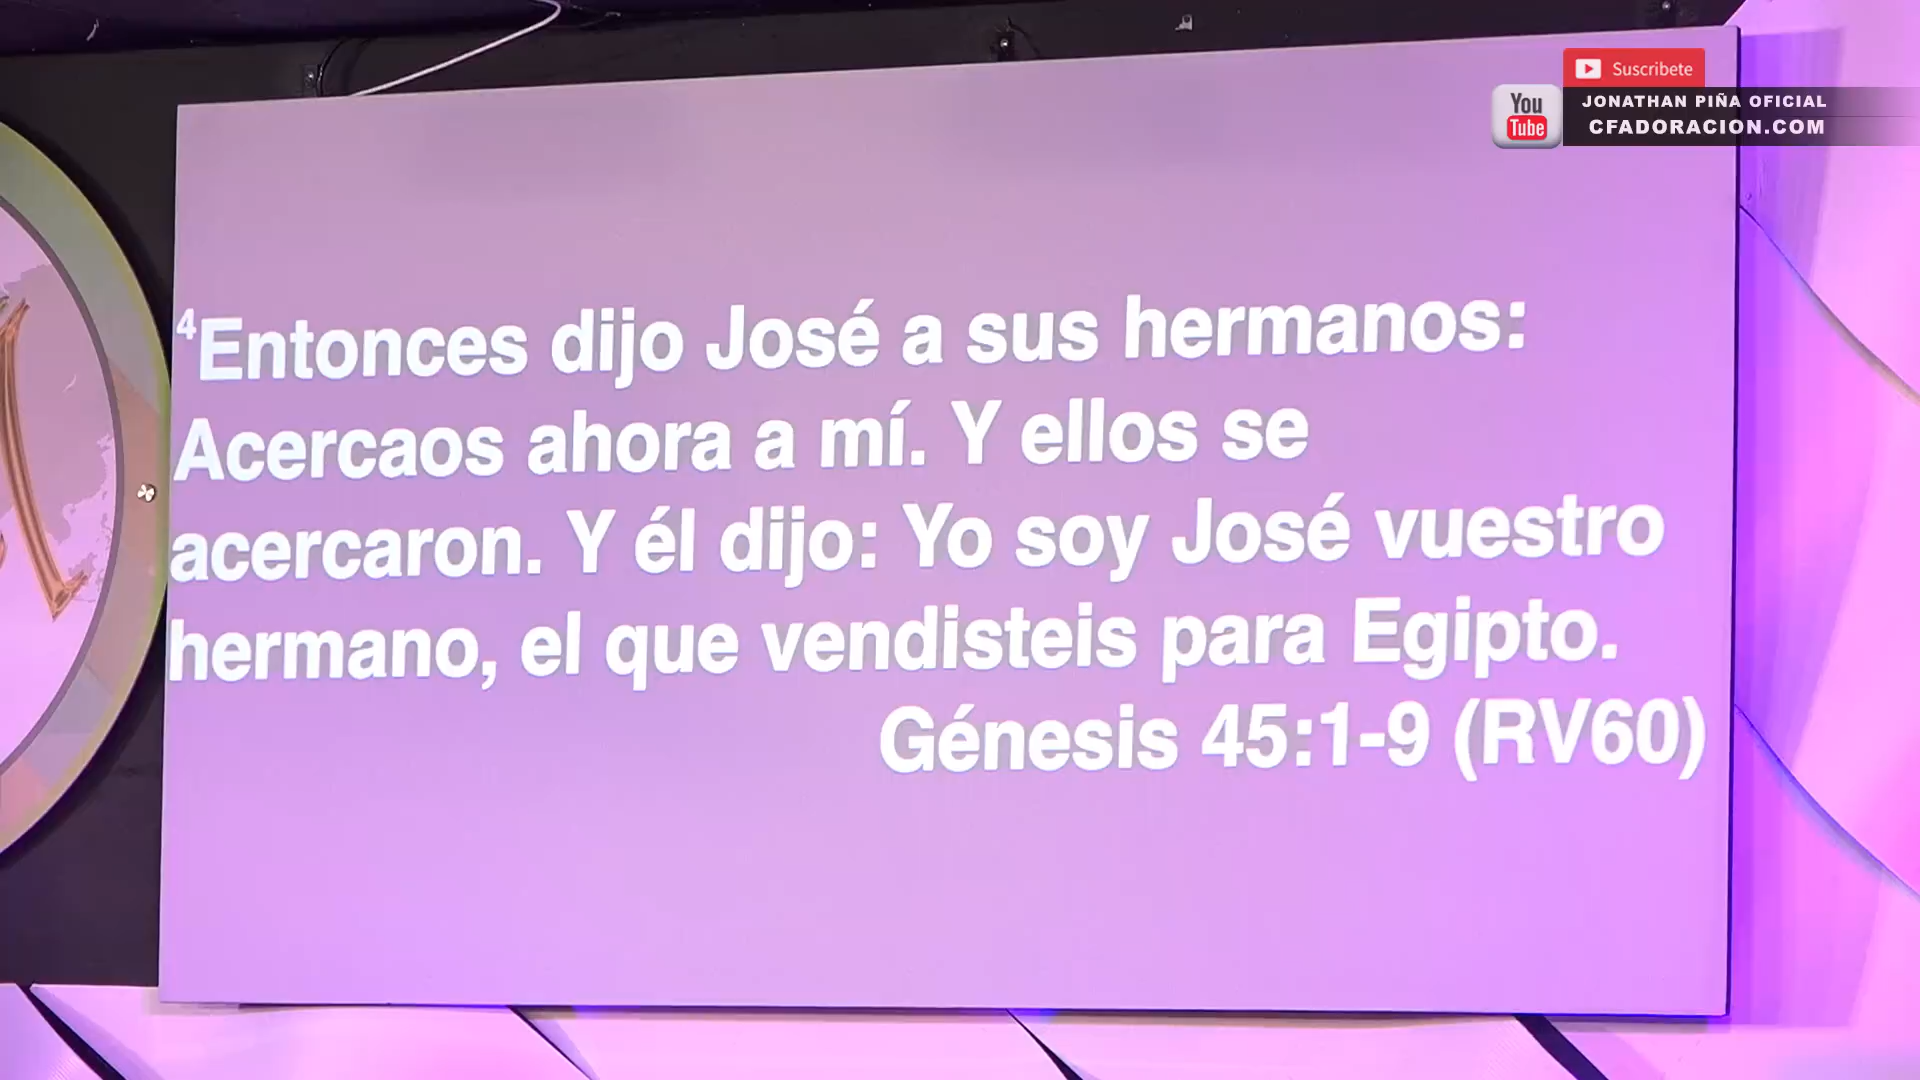 Suscribete
You
Tube
JONATHAN PIÑA OFICIAL
CFADORACION.COM
⁴Entonces dijo José a sus hermanos:
Acercaos ahora a mí. Y ellos se
acercaron. Y él dijo: Yo soy José vuestro
hermano, el que vendisteis para Egipto.
Génesis 45:1-9 (RV60)